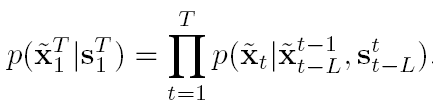 p(x̃₁ᵀ|s₁ᵀ) = ∏ₜ₌₁ᵀ p(x̃ₜ|x̃ₜ₋Lᵗ⁻¹, sₜ₋Lᵗ).